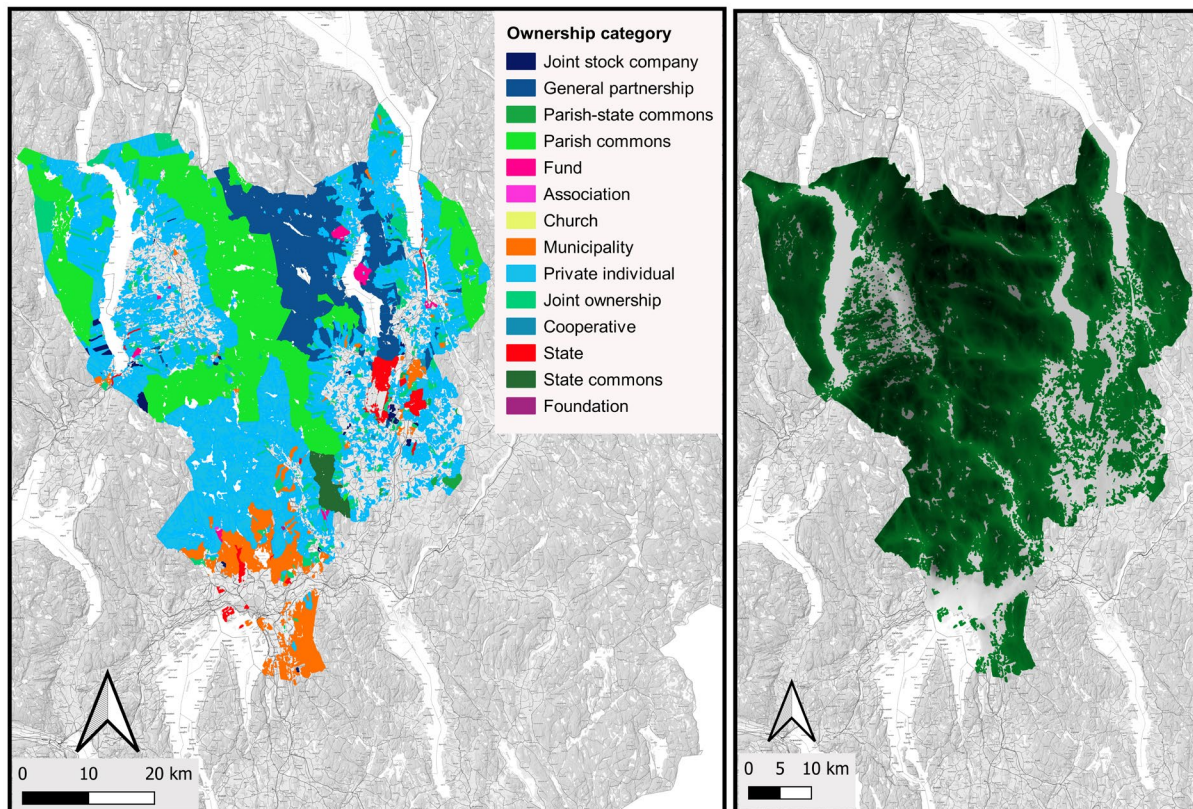 Ownership category
Joint stock company
General partnership
Parish-state commons
Parish commons
Fund
Association
Church
Municipality
Private individual
Joint ownership
Cooperative
State
State commons
Foundation
0 10 20 km
0 5 10 km